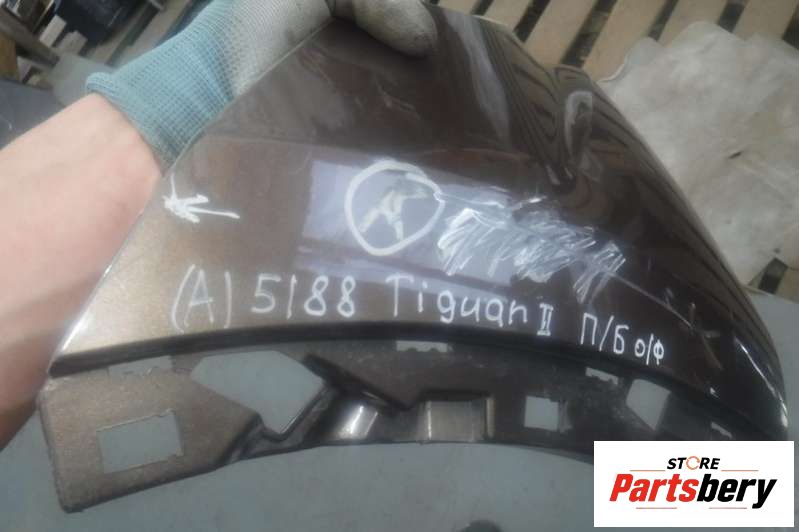 (A) 5188 Tiguan II П/Б о/Ф
STORE
Partsbery